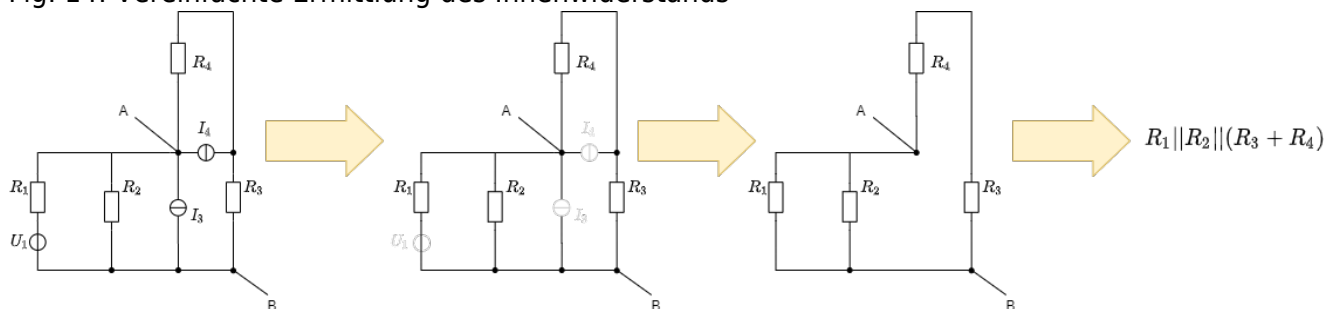 Fig. 14: Vereinfachte Ermittlung des Innenwiderstands
R4
A
I4
R1
R2
I3
R3
U1
B
R4
A
I4
R1
R2
I3
R3
U1
B
R4
A
R1
R2
R3
B
R1||R2||(R3 + R4)